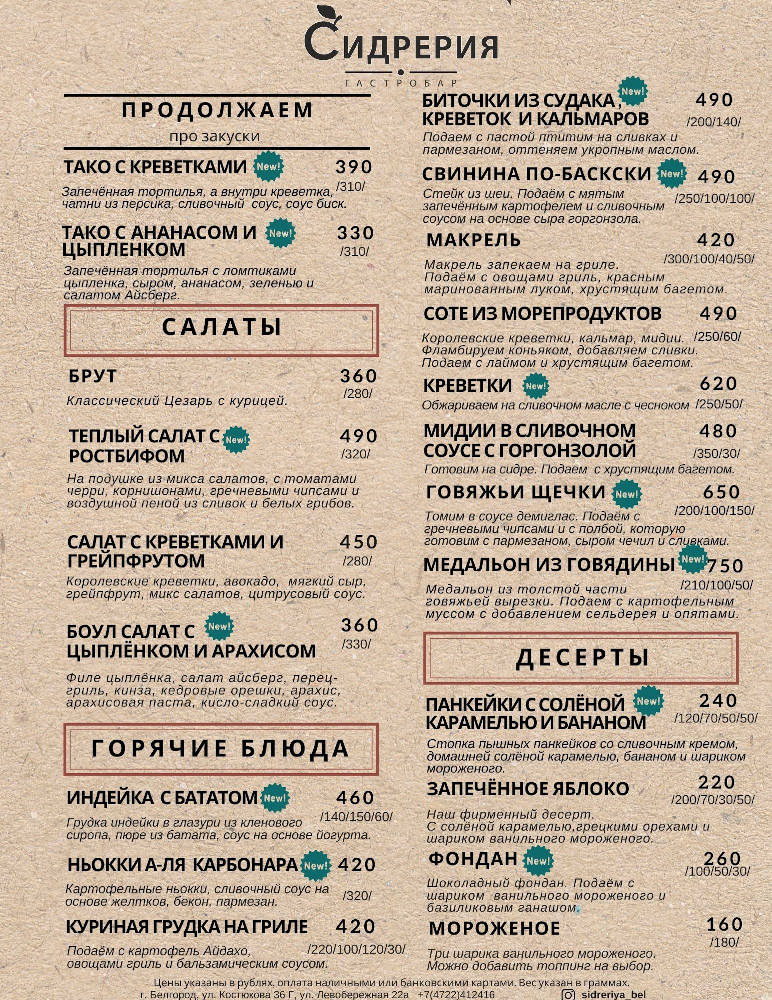 СИДРЕРИЯ
ГАСТРОБАР
ПРОДОЛЖАЕМ
про закуски
ТАКО С КРЕВЕТКАМИ New! 390
Запечённая тортилья, а внутри креветка, /310/
чатни из персика, сливочный соус, соус биск.
ТАКО С АНАНАСОМ И New! 330
ЦЫПЛЕНКОМ /310/
Запечённая тортилья с ломтиками
цыпленка, сыром, ананасом, зеленью и
салатом Айсберг.
САЛАТЫ
БРУТ 360
Классический Цезарь с курицей. /280/
ТЕПЛЫЙ САЛАТ С New! 490
РОСТБИФОМ /320/
На подушке из микса салатов, с томатами
черри, корнишонами, гречневыми чипсами и
воздушной пеной из сливок и белых грибов.
САЛАТ С КРЕВЕТКАМИ И 450
ГРЕЙПФРУТОМ /280/
Королевские креветки, авокадо, мягкий сыр,
грейпфрут, микс салатов, цитрусовый соус.
БОУЛ САЛАТ С New! 360
ЦЫПЛЁНКОМ И АРАХИСОМ /330/
Филе цыплёнка, салат айсберг, перец-
гриль, кинза, кедровые орешки, арахис,
арахисовая паста, кисло-сладкий соус.
ГОРЯЧИЕ БЛЮДА
ИНДЕЙКА С БАТАТОМ New! 460
Грудка индейки в глазури из кленового /140/150/60/
сиропа, пюре из батата, соус на основе йогурта.
НЬОККИ А-ЛЯ КАРБОНАРА New! 420
Картофельные ньокки, сливочный соус на
основе желтков, бекон, пармезан. /320/
КУРИНАЯ ГРУДКА НА ГРИЛЕ 420
Подаём с картофель Айдахо, /220/100/120/30/
овощами гриль и бальзамическим соусом.
БИТОЧКИ ИЗ СУДАКА, New! 490
КРЕВЕТОК И КАЛЬМАРОВ /200/140/
Подаем с пастой птитим на сливках и
пармезаном, оттеняем укропным маслом.
СВИНИНА ПО-БАСКСКИ New! 490
Стейк из шеи. Подаём с мятым /250/100/100/
запечённым картофелем и сливочным
соусом на основе сыра горгонзола.
МАКРЕЛЬ 420
Макрель запекаем на гриле. /300/100/40/50/
Подаём с овощами гриль, красным
маринованным луком, хрустящим багетом.
СОТЕ ИЗ МОРЕПРОДУКТОВ 490
Королевские креветки, кальмар, мидии. /250/60/
Фламбируем коньяком, добавляем сливки.
Подаем с лаймом и хрустящим багетом.
КРЕВЕТКИ New! 620
Обжариваем на сливочном масле с чесноком /250/50/
МИДИИ В СЛИВОЧНОМ 480
СОУСЕ С ГОРГОНЗОЛОЙ /350/30/
Готовим на сидре. Подаем с хрустящим багетом.
ГОВЯЖЬИ ЩЕЧКИ New! 650
Томим в соусе демиглас. Подаём с /200/100/150/
гречневыми чипсами и с полбой, которую
готовим с пармезаном, сыром чечил и сливками.
МЕДАЛЬОН ИЗ ГОВЯДИНЫ New! 750
Медальон из толстой части /210/100/50/
говяжьей вырезки. Подаем с картофельным
муссом с добавлением сельдерея и опятами.
ДЕСЕРТЫ
ПАНКЕЙКИ С СОЛЁНОЙ New! 240
КАРАМЕЛЬЮ И БАНАНОМ /120/70/50/50/
Стопка пышных панкейков со сливочным кремом,
домашней солёной карамелью, бананом и шариком
мороженого.
ЗАПЕЧЁННОЕ ЯБЛОКО 220
/200/70/30/50/
Наш фирменный десерт.
С солёной карамелью,грецкими орехами и
шариком ванильного мороженого.
ФОНДАН New! 260
/100/50/30/
Шоколадный фондан. Подаём с
шариком ванильного мороженого и
базиликовым ганашом.
МОРОЖЕНОЕ 160
/180/
Три шарика ванильного мороженого.
Можно добавить топпинг на выбор.
Цены указаны в рублях, оплата наличными или банковскими картами. Вес указан в граммах.
г. Белгород, ул. Костюкова 36 Г, ул. Левобережная 22а +7(4722)412416 sidreriya_bel